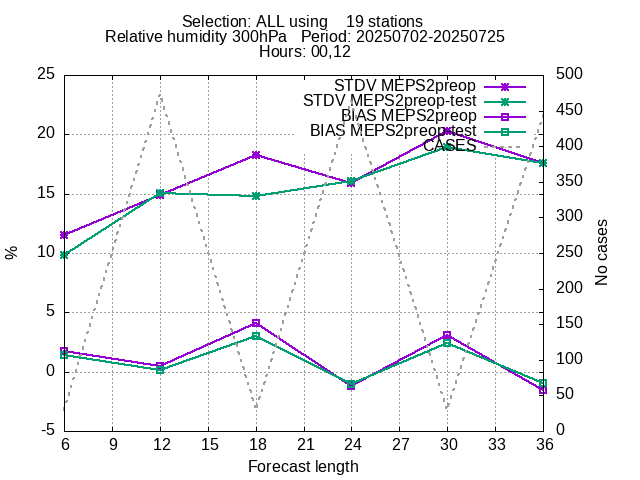 Selection: ALL using    19 stations
Relative humidity 300hPa   Period: 20250702-20250725
Hours: 00,12
STDV MEPS2preop
STDV MEPS2preop-test
BIAS MEPS2preop
BIAS MEPS2preop-test
CASES
25
20
15
10
5
0
-5
%
500
450
400
350
300
250
200
150
100
50
0
No cases
6 9 12 15 18 21 24 27 30 33 36
Forecast length